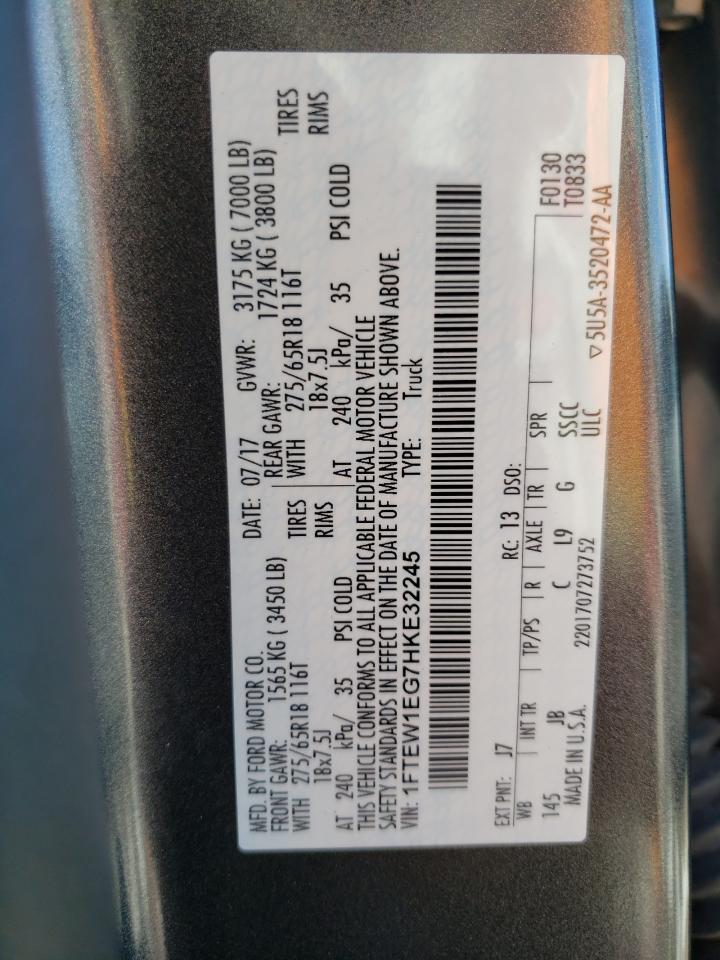 MFD. BY FORD MOTOR CO. DATE: 07/17 GVWR: 3175 KG ( 7000 LB)
FRONT GAWR: 1565 KG ( 3450 LB) REAR GAWR: 1724 KG ( 3800 LB)
WITH 275/65R18 116T TIRES WITH 275/65R18 116T TIRES
18x7.5J RIMS 18x7.5J RIMS
AT 240 kPa/ 35 PSI COLD AT 240 kPa/ 35 PSI COLD
THIS VEHICLE CONFORMS TO ALL APPLICABLE FEDERAL MOTOR VEHICLE
SAFETY STANDARDS IN EFFECT ON THE DATE OF MANUFACTURE SHOWN ABOVE.
VIN: 1FTEW1EG7HKE32245 TYPE: Truck
EXT PNT: J7 RC: 13 DSO:
WB INT TR TP/PS R AXLE TR SPR F0130
145 JB C L9 G SSCC T0833
MADE IN U.S.A. 2201707273752 ULC ▽ 5U5A-3520472-AA